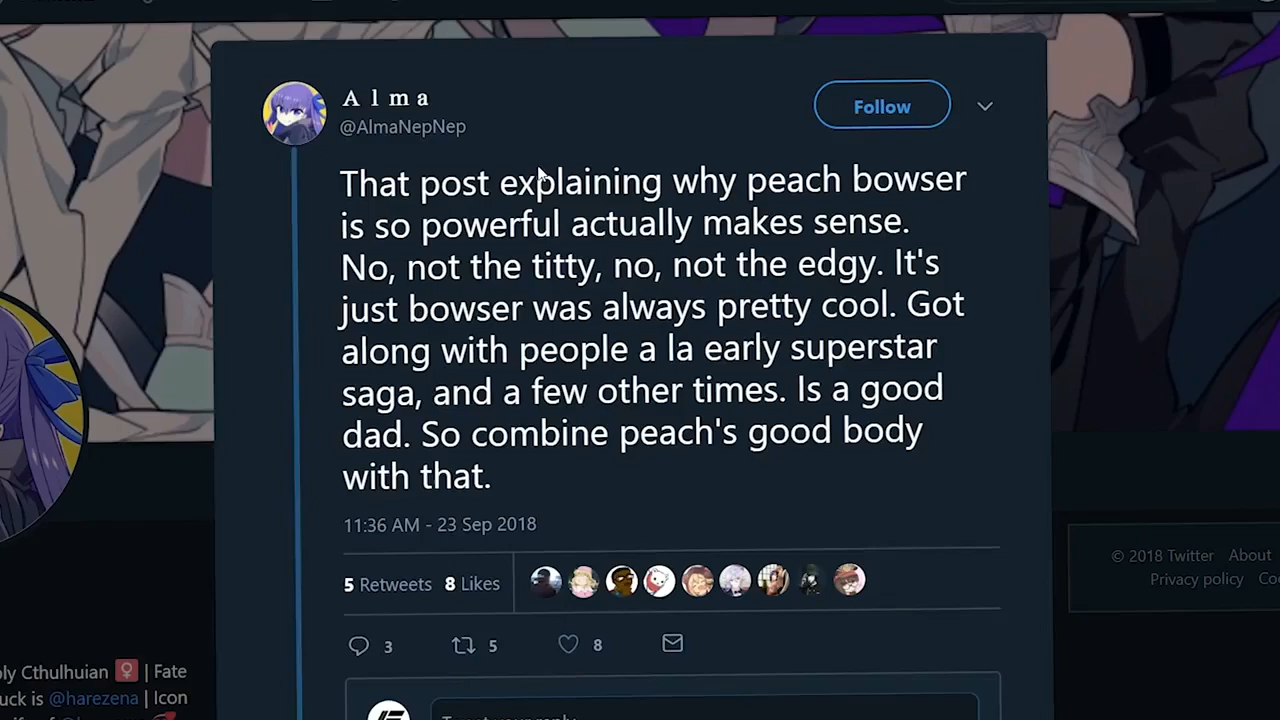 A l m a
@AlmaNepNep
Follow
That post explaining why peach bowser
is so powerful actually makes sense.
No, not the titty, no, not the edgy. It's
just bowser was always pretty cool. Got
along with people a la early superstar
saga, and a few other times. Is a good
dad. So combine peach's good body
with that.
11:36 AM - 23 Sep 2018
5 Retweets 8 Likes
3 5 8
© 2018 Twitter About
Privacy policy
Cthulhuian | Fate
is @harezena | Icon